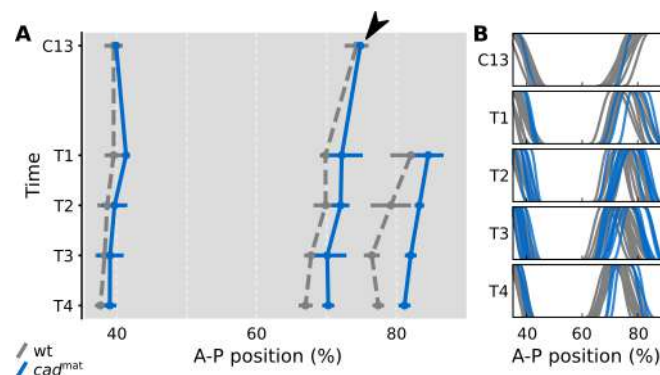 A
Time
C13
T1
T2
T3
T4
40 60 80
A-P position (%)
wt
cadmat
B
C13
T1
T2
T3
T4
40 60 80
A-P position (%)